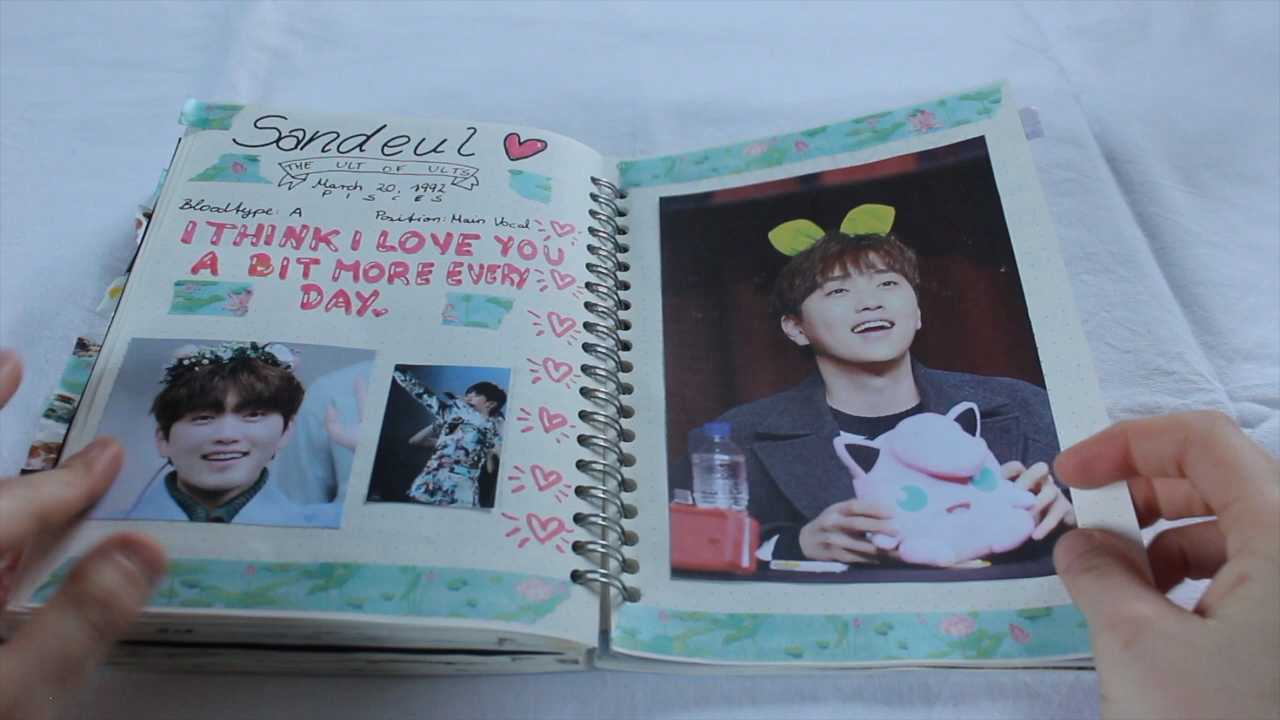 Sandeul
THE ULT OF ULTS
March 20, 1992
PISCES
Bloodtype: A Position: Main Vocal
I THINK I LOVE YOU
A BIT MORE EVERY
DAY.